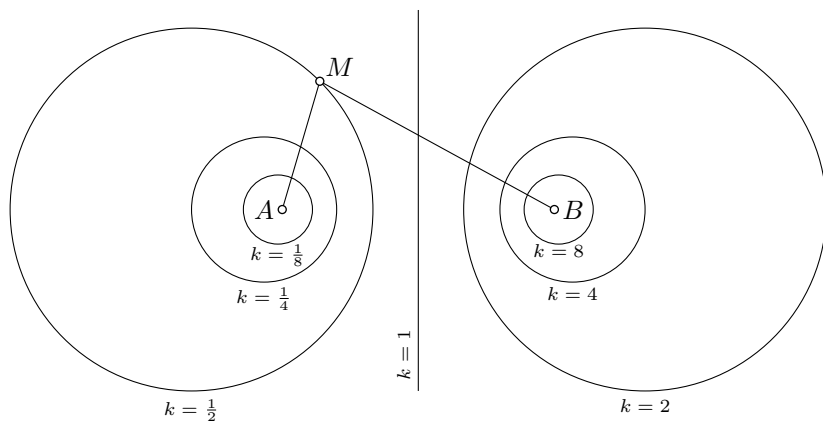 M
A
B
k = 1/8
k = 8
k = 1/4
k = 4
k = 1
k = 1/2
k = 2